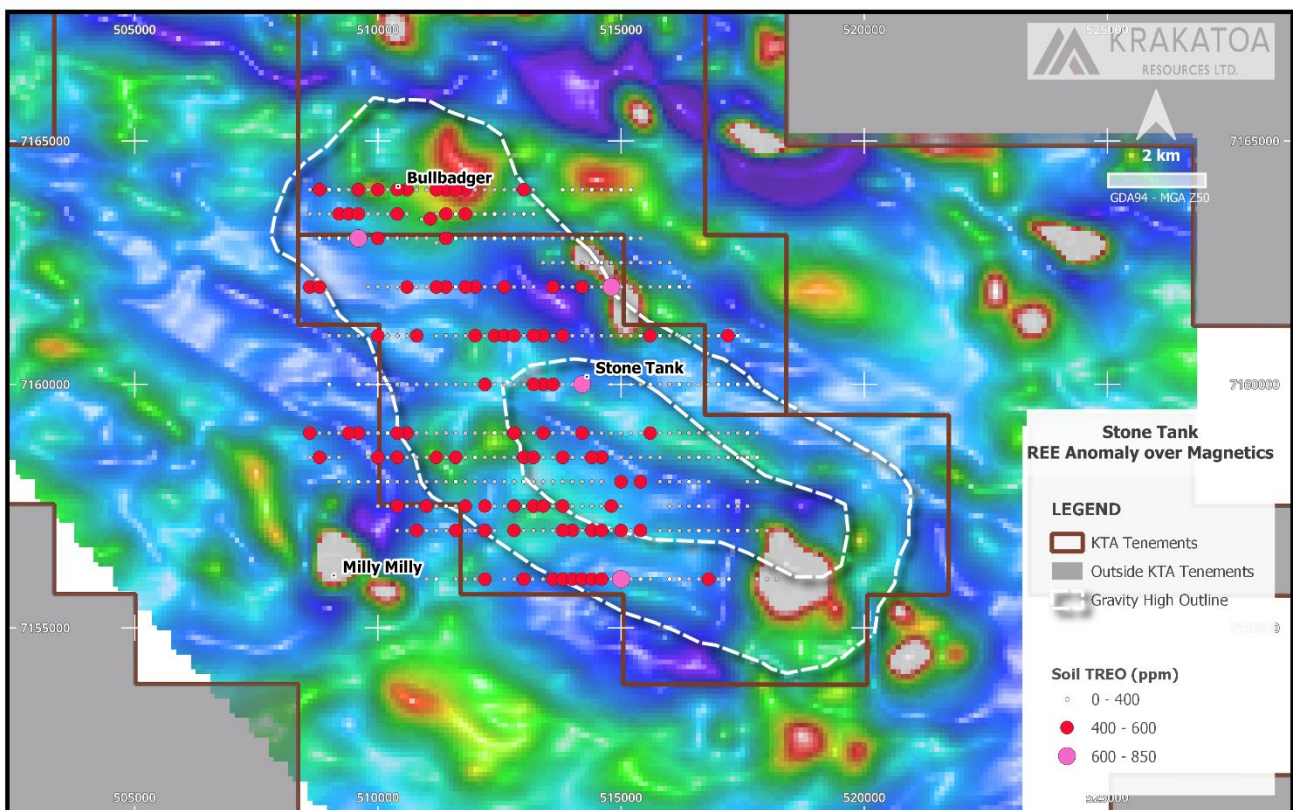 505000
510000
515000
520000
525000
KRAKATOA
RESOURCES LTD.
7165000
7165000
2 km
GDA94 - MGA Z50
Bullbadger
Stone Tank
7160000
7160000
Stone Tank
REE Anomaly over Magnetics
LEGEND
KTA Tenements
Outside KTA Tenements
Gravity High Outline
Milly Milly
7155000
7155000
Soil TREO (ppm)
0 - 400
400 - 600
600 - 850
505000
510000
515000
520000
525000